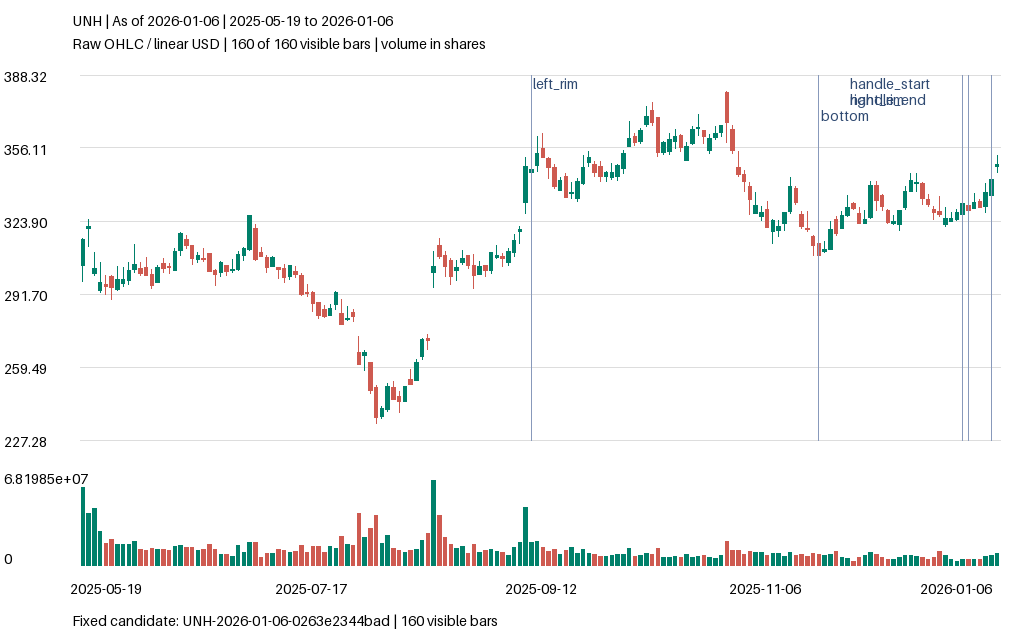 UNH | As of 2026-01-06 | 2025-05-19 to 2026-01-06
Raw OHLC / linear USD | 160 of 160 visible bars | volume in shares
388.32
left_rim
handle_start
handle_end
bottom
356.11
323.90
291.70
259.49
227.28
6.81985e+07
0
2025-05-19
2025-07-17
2025-09-12
2025-11-06
2026-01-06
Fixed candidate: UNH-2026-01-06-0263e2344bad | 160 visible bars